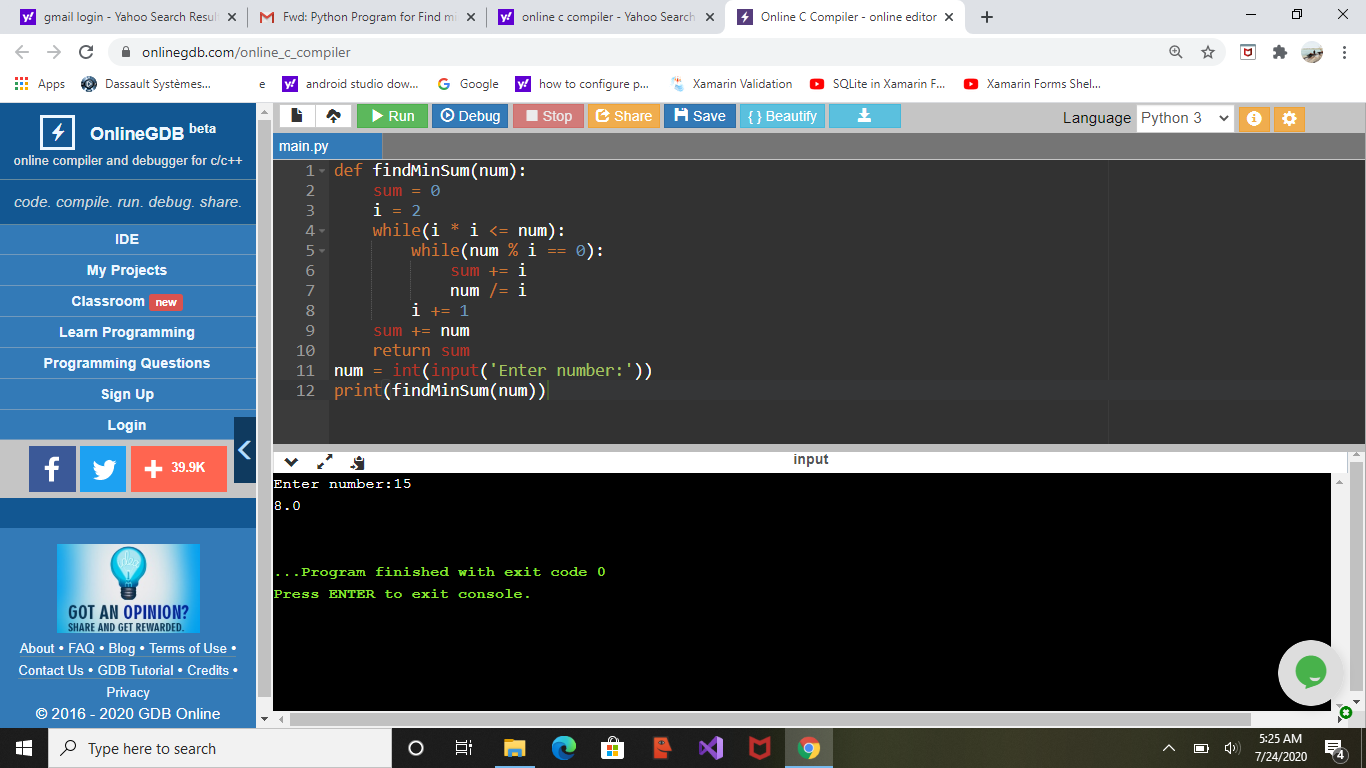 gmail login - Yahoo Search Resul
Fwd: Python Program for Find mi
online c compiler - Yahoo Search
Online C Compiler - online editor
onlinegdb.com/online_c_compiler
Apps
Dassault Systèmes...
e
android studio dow...
Google
how to configure p...
Xamarin Validation
SQLite in Xamarin F...
Xamarin Forms Shel...
OnlineGDB beta
online compiler and debugger for c/c++
code. compile. run. debug. share.
IDE
My Projects
Classroom new
Learn Programming
Programming Questions
Sign Up
Login
f
39.9K
GOT AN OPINION?
SHARE AND GET REWARDED.
About • FAQ • Blog • Terms of Use •
Contact Us • GDB Tutorial • Credits •
Privacy
© 2016 - 2020 GDB Online
Run
Debug
Stop
Share
Save
{ } Beautify
Language Python 3
main.py
1 def findMinSum(num):
2     sum = 0
3     i = 2
4     while(i * i <= num):
5         while(num % i == 0):
6             sum += i
7             num /= i
8         i += 1
9     sum += num
10     return sum
11 num = int(input('Enter number:'))
12 print(findMinSum(num))
input
Enter number:15
8.0
...Program finished with exit code 0
Press ENTER to exit console.
Type here to search
5:25 AM
7/24/2020
4